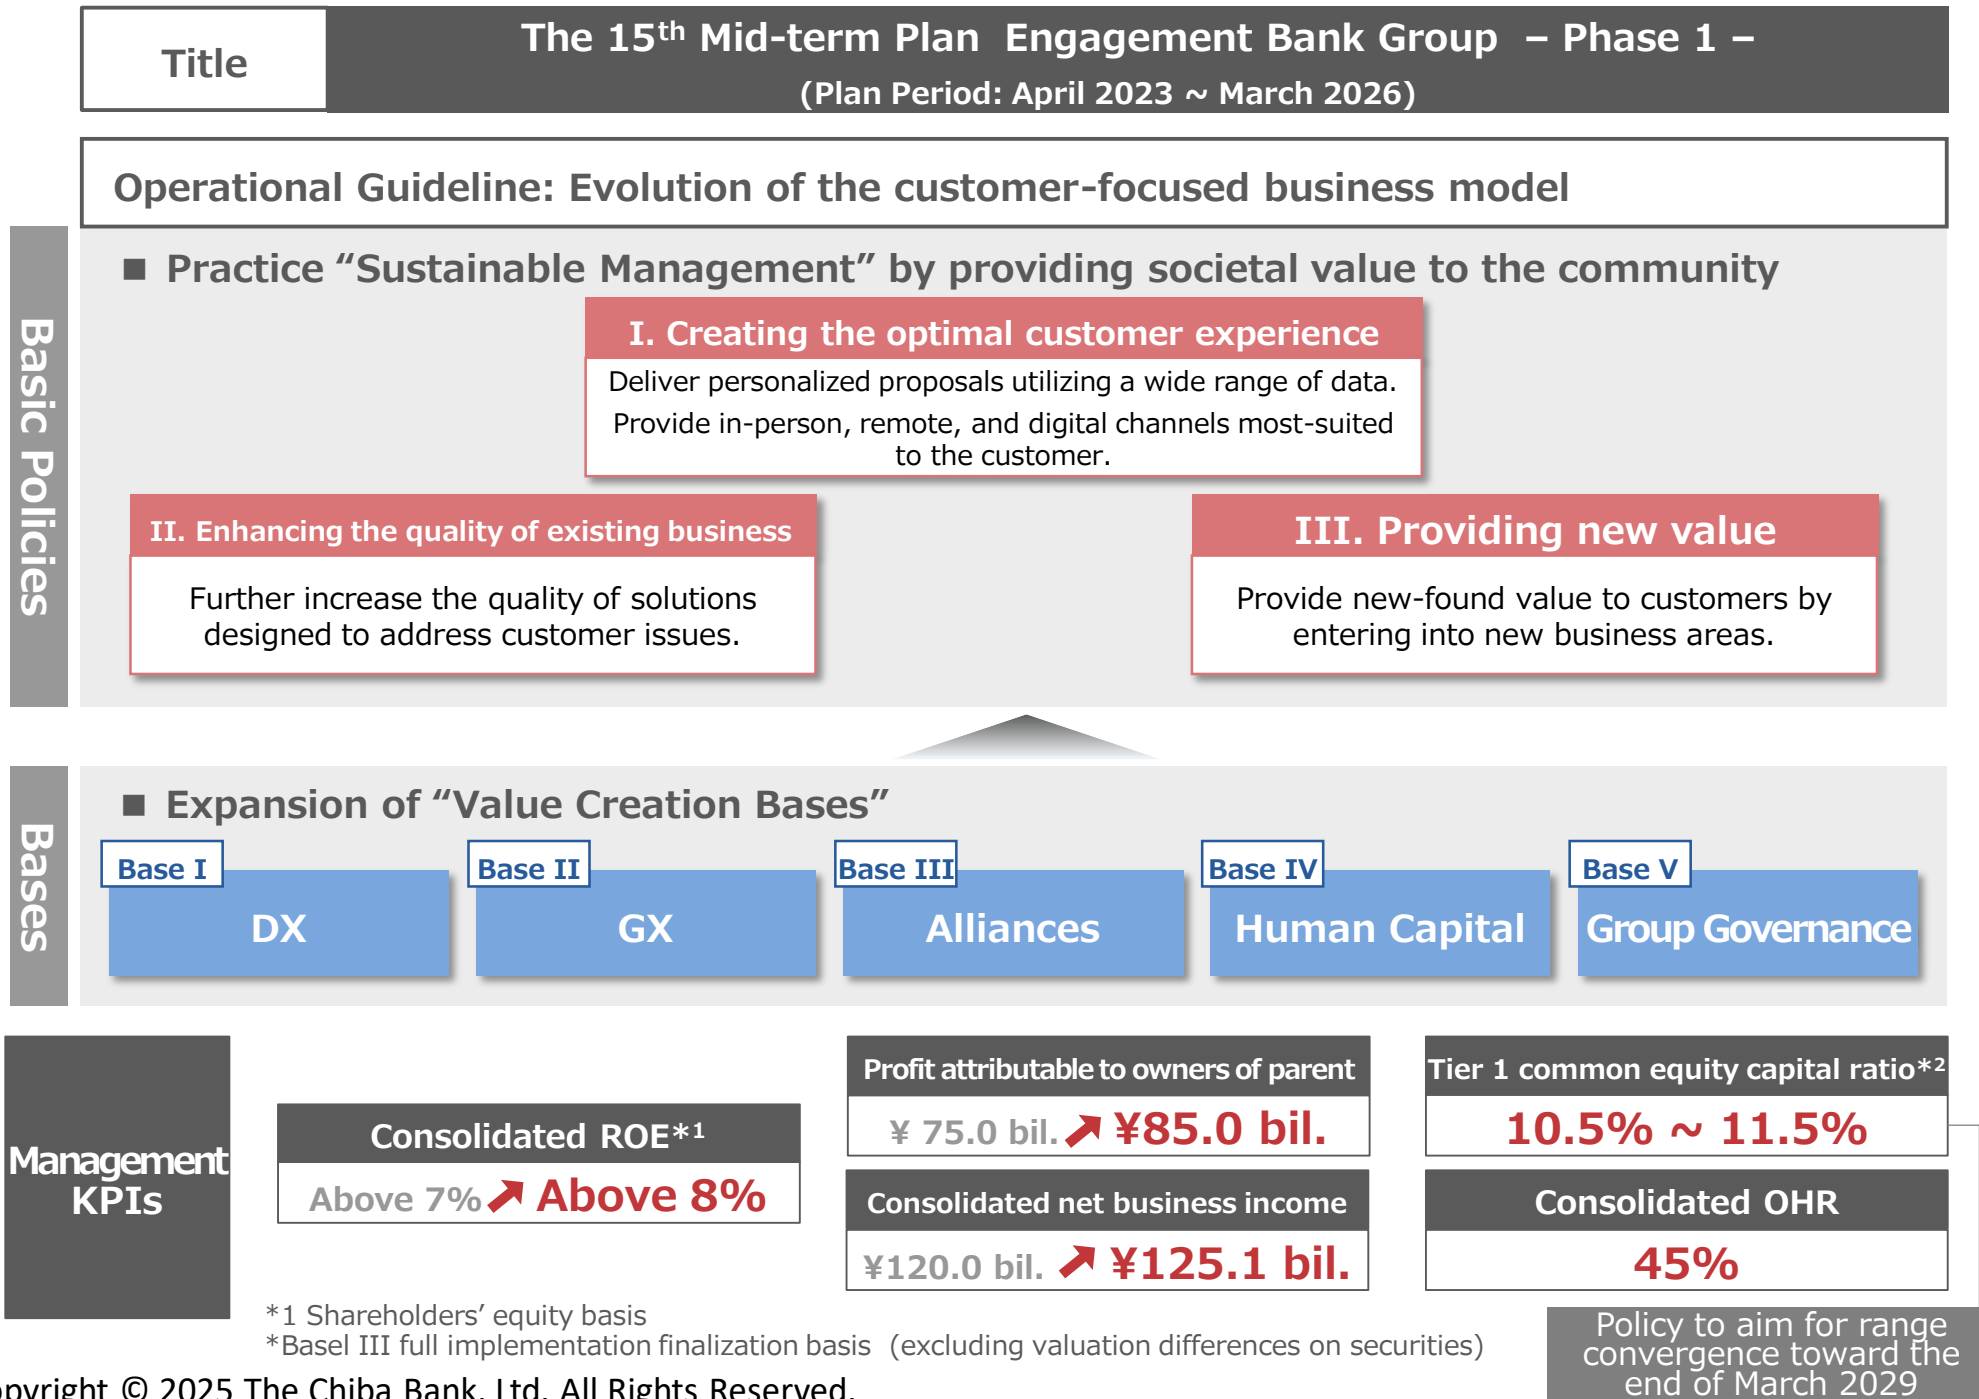 Title
The 15th Mid-term Plan Engagement Bank Group – Phase 1 –
(Plan Period: April 2023 ~ March 2026)
Operational Guideline: Evolution of the customer-focused business model
Basic Policies
■ Practice “Sustainable Management” by providing societal value to the community
I. Creating the optimal customer experience
Deliver personalized proposals utilizing a wide range of data.
Provide in-person, remote, and digital channels most-suited
to the customer.
II. Enhancing the quality of existing business
Further increase the quality of solutions
designed to address customer issues.
III. Providing new value
Provide new-found value to customers by
entering into new business areas.
Bases
■ Expansion of “Value Creation Bases”
Base I
DX
Base II
GX
Base III
Alliances
Base IV
Human Capital
Base V
Group Governance
Management
KPIs
Consolidated ROE*1
Above 7% Above 8%
Profit attributable to owners of parent
¥ 75.0 bil. ¥85.0 bil.
Consolidated net business income
¥120.0 bil. ¥125.1 bil.
Tier 1 common equity capital ratio*2
10.5% ~ 11.5%
Consolidated OHR
45%
*1 Shareholders’ equity basis
*Basel III full implementation finalization basis (excluding valuation differences on securities)
Policy to aim for range
convergence toward the
end of March 2029
opyright © 2025 The Chiba Bank, Ltd. All Rights Reserved.